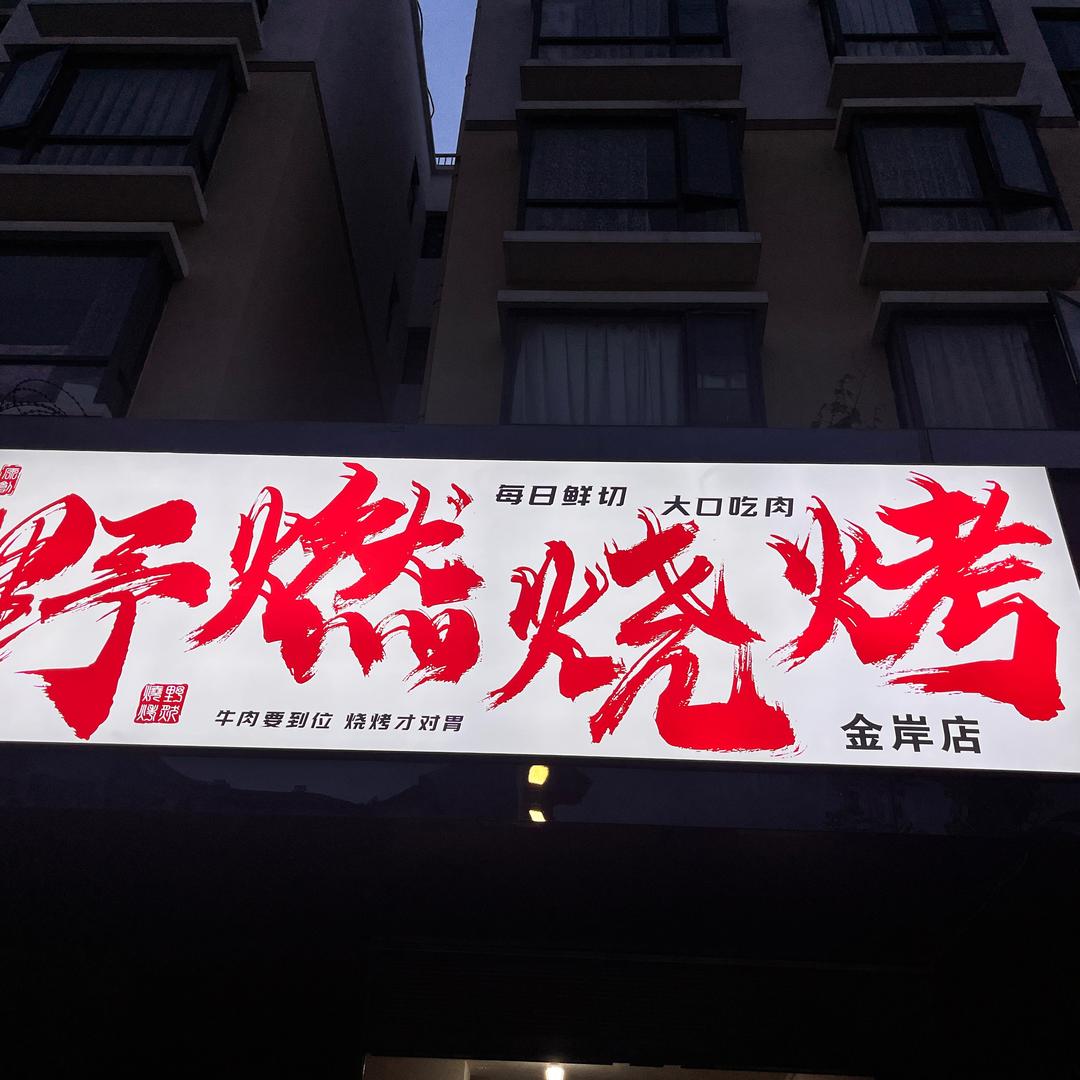 每日鲜切 大口吃肉
野燃烧烤
牛肉要到位 烧烤才对胃
金岸店